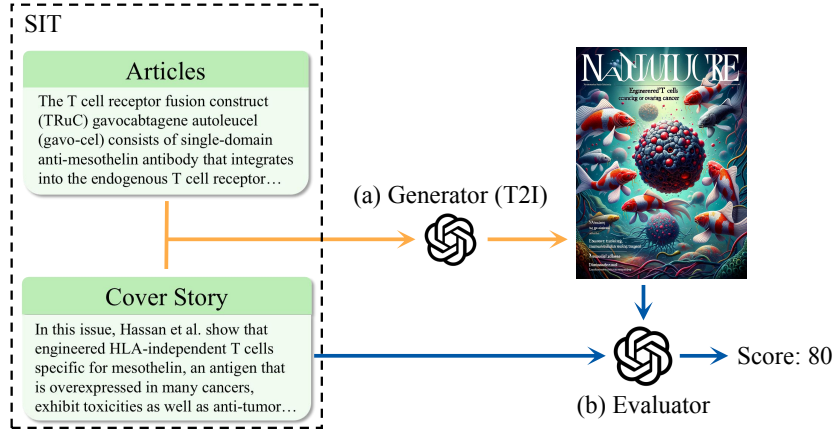 SIT
Articles
The T cell receptor fusion construct
(TRuC) gavocabtagene autoleucel
(gavo-cel) consists of single-domain
anti-mesothelin antibody that integrates
into the endogenous T cell receptor…
(a) Generator (T2I)
NANTUIUCRE
Engineered T cells
Cover Story
In this issue, Hassan et al. show that
engineered HLA-independent T cells
specific for mesothelin, an antigen that
is overexpressed in many cancers,
exhibit toxicities as well as anti-tumor…
Score: 80
(b) Evaluator